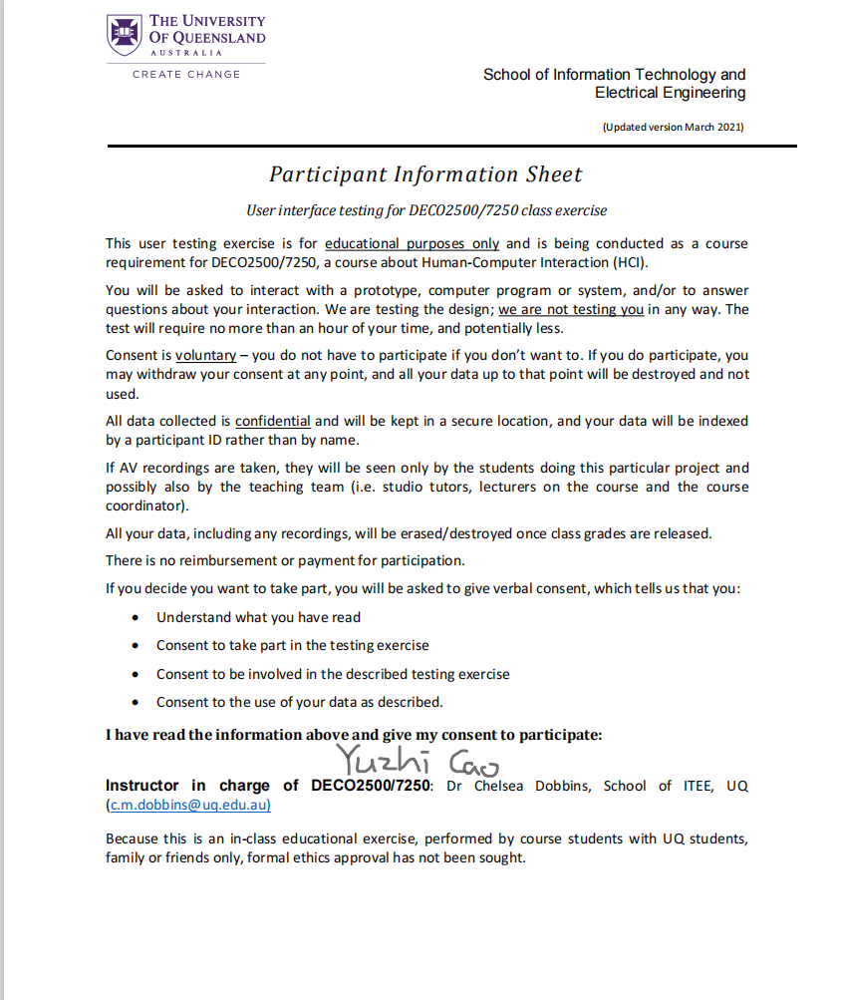 THE UNIVERSITY
OF QUEENSLAND
AUSTRALIA
CREATE CHANGE
School of Information Technology and
Electrical Engineering
(Updated version March 2021)
Participant Information Sheet
User interface testing for DECO2500/7250 class exercise
This user testing exercise is for educational purposes only and is being conducted as a course
requirement for DECO2500/7250, a course about Human-Computer Interaction (HCI).
You will be asked to interact with a prototype, computer program or system, and/or to answer
questions about your interaction. We are testing the design; we are not testing you in any way. The
test will require no more than an hour of your time, and potentially less.
Consent is voluntary – you do not have to participate if you don’t want to. If you do participate, you
may withdraw your consent at any point, and all your data up to that point will be destroyed and not
used.
All data collected is confidential and will be kept in a secure location, and your data will be indexed
by a participant ID rather than by name.
If AV recordings are taken, they will be seen only by the students doing this particular project and
possibly also by the teaching team (i.e. studio tutors, lecturers on the course and the course
coordinator).
All your data, including any recordings, will be erased/destroyed once class grades are released.
There is no reimbursement or payment for participation.
If you decide you want to take part, you will be asked to give verbal consent, which tells us that you:
• Understand what you have read
• Consent to take part in the testing exercise
• Consent to be involved in the described testing exercise
• Consent to the use of your data as described.
I have read the information above and give my consent to participate:
Yuzhi Cao
Instructor in charge of DECO2500/7250: Dr Chelsea Dobbins, School of ITEE, UQ
(c.m.dobbins@uq.edu.au)
Because this is an in-class educational exercise, performed by course students with UQ students,
family or friends only, formal ethics approval has not been sought.